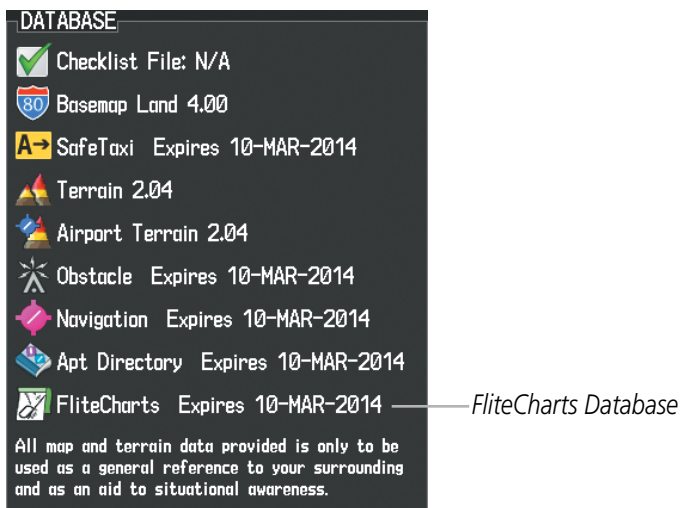 DATABASE
Checklist File: N/A
80 Basemap Land 4.00
A→ SafeTaxi Expires 10-MAR-2014
Terrain 2.04
Airport Terrain 2.04
Obstacle Expires 10-MAR-2014
Navigation Expires 10-MAR-2014
Apt Directory Expires 10-MAR-2014
FliteCharts Expires 10-MAR-2014
FliteCharts Database
All map and terrain data provided is only to be
used as a general reference to your surrounding
and as an aid to situational awareness.